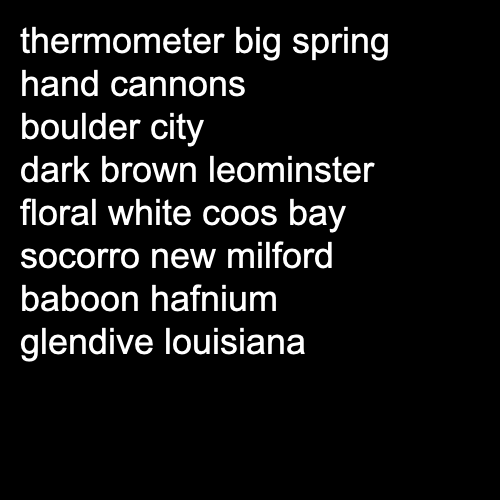 thermometer big spring
hand cannons
boulder city
dark brown leominster
floral white coos bay
socorro new milford
baboon hafnium
glendive louisiana